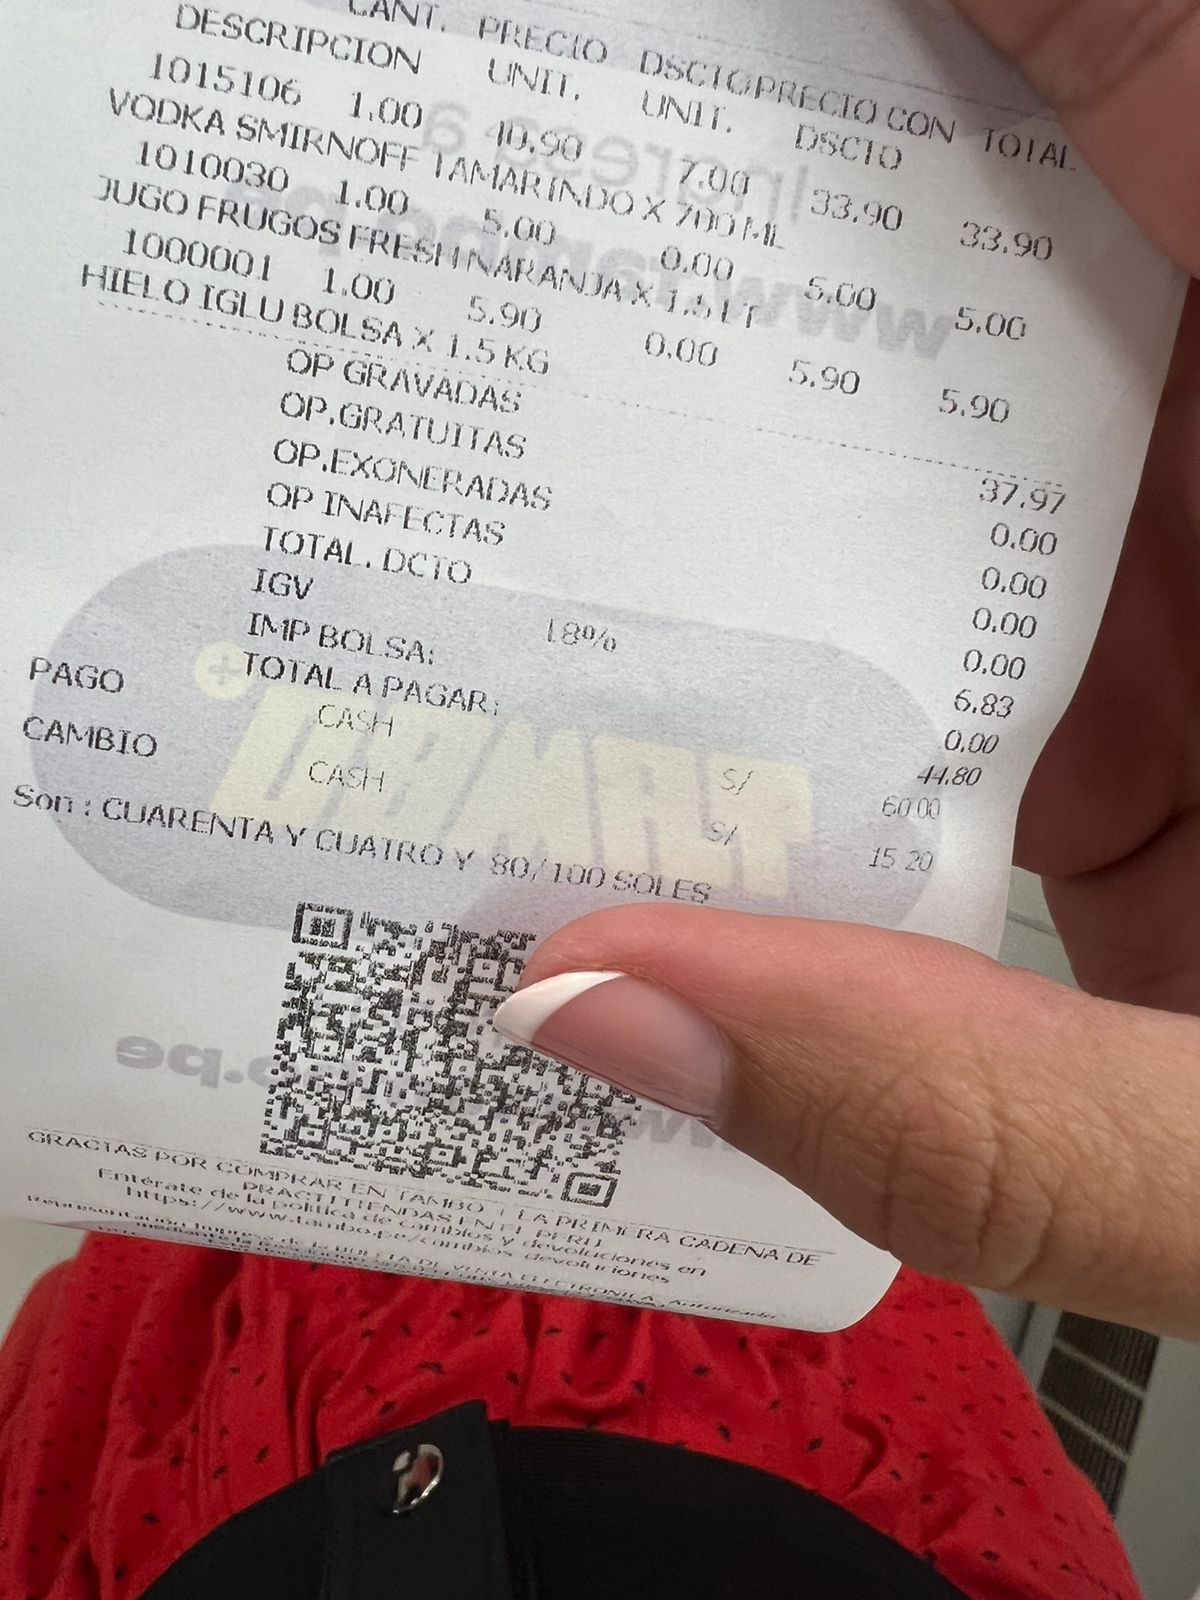 CANT. PRECIO DSCTO PRECIO CON TOTAL
DESCRIPCION UNIT. UNIT. DSCTO
1015106 1.00 40.90 7.00 33.90 33.90
VODKA SMIRNOFF TAMARINDO X 700 ML
1010030 1.00 5.00 0.00 5.00 5.00
JUGO FRUGOS FRESH NARANJA X 1.5 LT
1000001 1.00 5.90 0.00 5.90 5.90
HIELO IGLU BOLSA X 1.5 KG
OP GRAVADAS 37.97
OP.GRATUITAS 0.00
OP.EXONERADAS 0.00
OP INAFECTAS 0.00
TOTAL. DCTO 0.00
IGV 18% 6.83
IMP BOLSA: 0.00
TOTAL A PAGAR: 44.80
PAGO CASH S/ 60.00
CAMBIO CASH S/ 15.20
Son : CUARENTA Y CUATRO Y 80/100 SOLES
TAMBO+
GRACIAS POR COMPRAR EN TAMBO + LA PRIMERA CADENA DE
PRACTITIENDAS EN EL PERU
Entérate de la política de cambios y devoluciones en
https://www.tambo.pe/cambios_devoluciones
Representación Impresa de la BOLETA DE VENTA ELECTRONICA. Autorizado